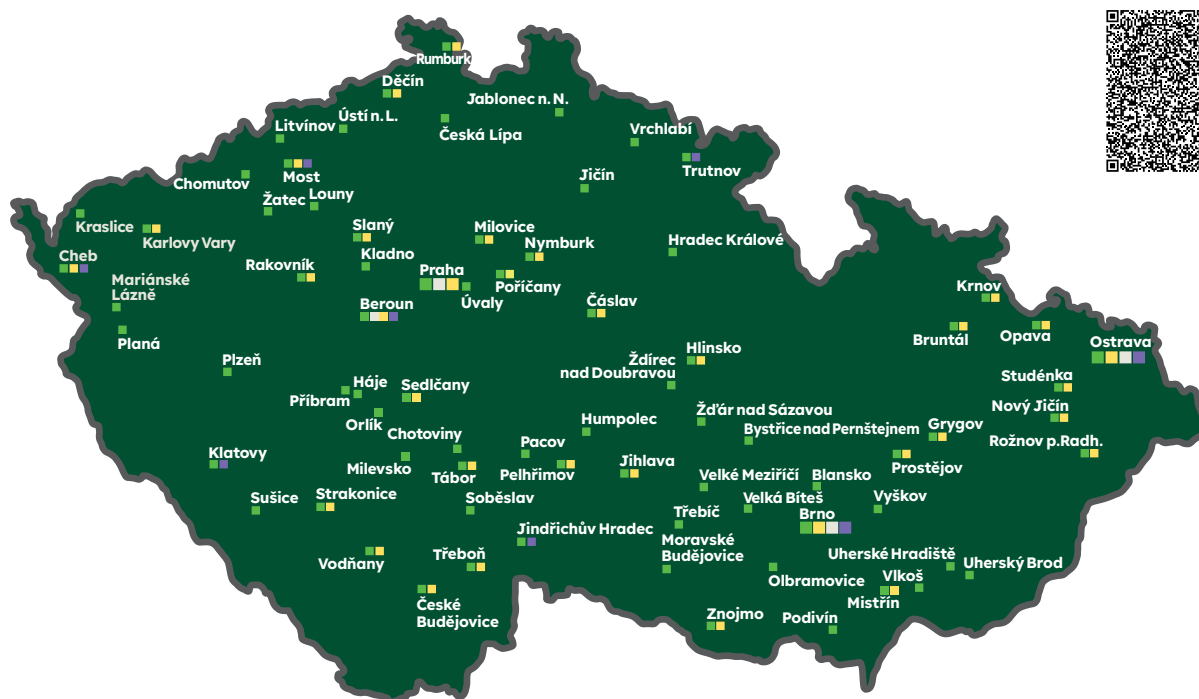 Rumburk
Děčín
Jablonec n. N.
Ústí n. L.
Česká Lípa
Litvínov
Vrchlabí
Trutnov
Most
Chomutov
Jičín
Žatec
Louny
Kraslice
Karlovy Vary
Slaný
Milovice
Nymburk
Hradec Králové
Cheb
Kladno
Rakovník
Praha
Poříčany
Mariánské
Lázně
Úvaly
Krnov
Beroun
Čáslav
Planá
Bruntál
Opava
Ostrava
Hlinsko
Plzeň
Ždírec
nad Doubravou
Studénka
Háje
Sedlčany
Příbram
Orlík
Humpolec
Žďár nad Sázavou
Nový Jičín
Grygov
Bystřice nad Pernštejnem
Chotoviny
Rožnov p. Radh.
Klatovy
Pacov
Milevsko
Tábor
Pelhřimov
Jihlava
Prostějov
Velké Meziříčí
Blansko
Sušice
Strakonice
Soběslav
Velká Bíteš
Vyškov
Brno
Třebíč
Jindřichův Hradec
Moravské
Budějovice
Vodňany
Třeboň
Uherské Hradiště
Uherský Brod
Olbramovice
Vlkoš
Mistřín
České
Budějovice
Znojmo
Podivín